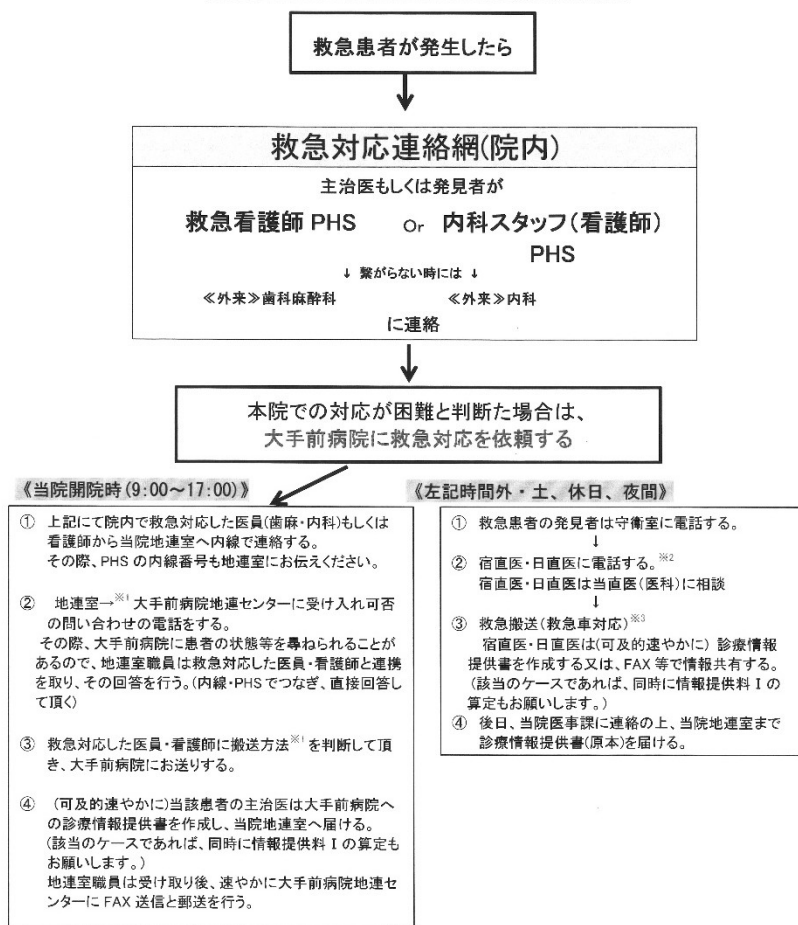 救急患者が発生したら
救急対応連絡網(院内)
主治医もしくは発見者が
救急看護師 PHS Or 内科スタッフ(看護師)
PHS
↓ 繋がらない時には ↓
≪外来≫歯科麻酔科 ≪外来≫内科
に連絡
本院での対応が困難と判断た場合は、
大手前病院に救急対応を依頼する
《当院開院時(9:00~17:00)》
① 上記にて院内で救急対応した医員(歯麻・内科)もしくは
看護師から当院地連室へ内線で連絡する。
その際、PHS の内線番号も地連室にお伝えください。
② 地連室→※1 大手前病院地連センターに受け入れ可否
の問い合わせの電話をする。
その際、大手前病院に患者の状態等を尋ねられることが
あるので、地連室職員は救急対応した医員・看護師と連携
を取り、その回答を行う。(内線・PHSでつなぎ、直接回答し
て頂く)
③ 救急対応した医員・看護師に搬送方法※1 を判断して頂
き、大手前病院にお送りする。
④ (可及的速やかに)当該患者の主治医は大手前病院へ
の診療情報提供書を作成し、当院地連室へ届ける。
(該当のケースであれば、同時に情報提供料Ⅰの算定も
お願いします。)
地連室職員は受け取り後、速やかに大手前病院地連セ
ンターに FAX 送信と郵送を行う。
《左記時間外・土、休日、夜間》
① 救急患者の発見者は守衛室に電話する。
↓
② 宿直医・日直医に電話する。※2
宿直医・日直医は当直医(医科)に相談
↓
③ 救急搬送(救急車対応)※3
宿直医・日直医は(可及的速やかに) 診療情報
提供書を作成する又は、FAX 等で情報共有する。
(該当のケースであれば、同時に情報提供料Ⅰの
算定もお願いします。)
④ 後日、当院医事課に連絡の上、当院地連室まで
診療情報提供書(原本)を届ける。